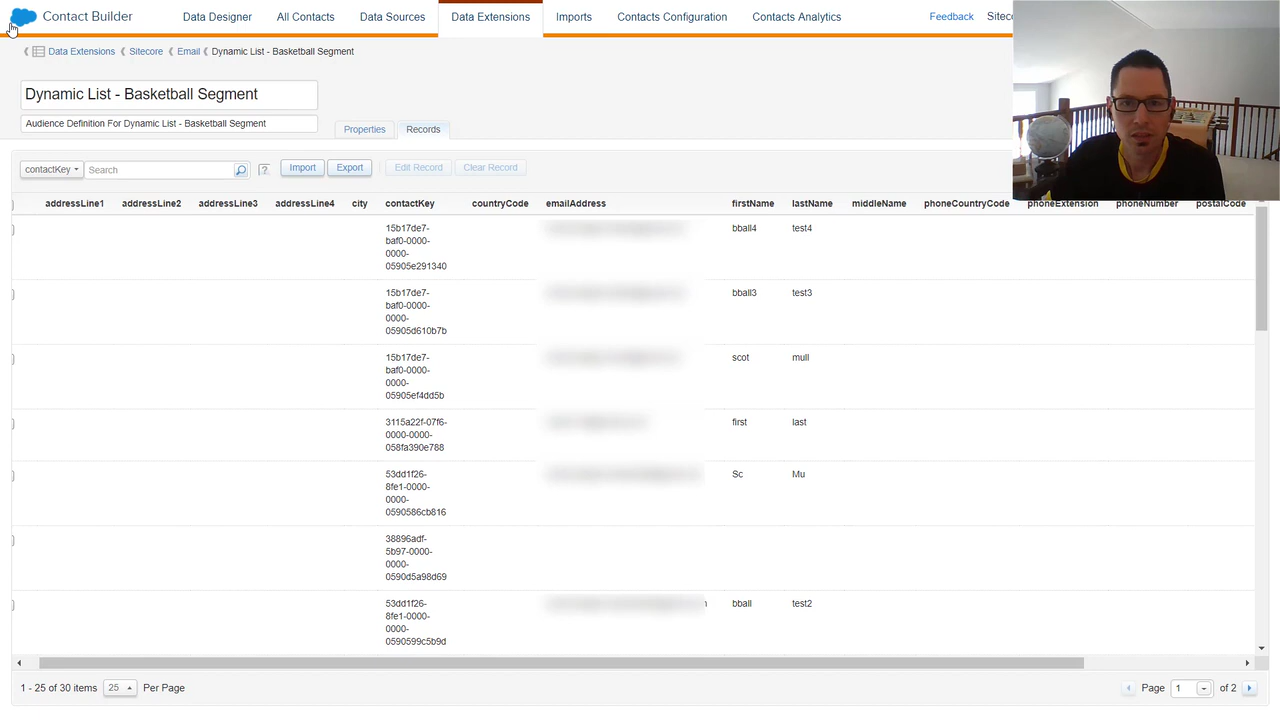 Contact Builder
Data Designer
All Contacts
Data Sources
Data Extensions
Imports
Contacts Configuration
Contacts Analytics
Feedback
Data Extensions
Sitecore
Email
Dynamic List - Basketball Segment
Dynamic List - Basketball Segment
Audience Definition For Dynamic List - Basketball Segment
Properties
Records
contactKey
Search
?
Import
Export
Edit Record
Clear Record
addressLine1 addressLine2 addressLine3 addressLine4 city contactKey countryCode emailAddress firstName lastName middleName phoneCountryCode phoneExtension phoneNumber postalCode
15b17de7-
baf0-0000-
0000-
05905e291340
bball4
test4
15b17de7-
baf0-0000-
0000-
05905d610b7b
bball3
test3
15b17de7-
baf0-0000-
0000-
05905ef4dd5b
scot
mull
3115a22f-07f6-
0000-0000-
058fa390e788
first
last
53dd1f26-
8fe1-0000-
0000-
0590586cb816
Sc
Mu
38896adf-
5b97-0000-
0000-
0590d5a98d69
53dd1f26-
8fe1-0000-
0000-
0590599c5b9d
bball
test2
1 - 25 of 30 items
25
Per Page
Page
1
of 2